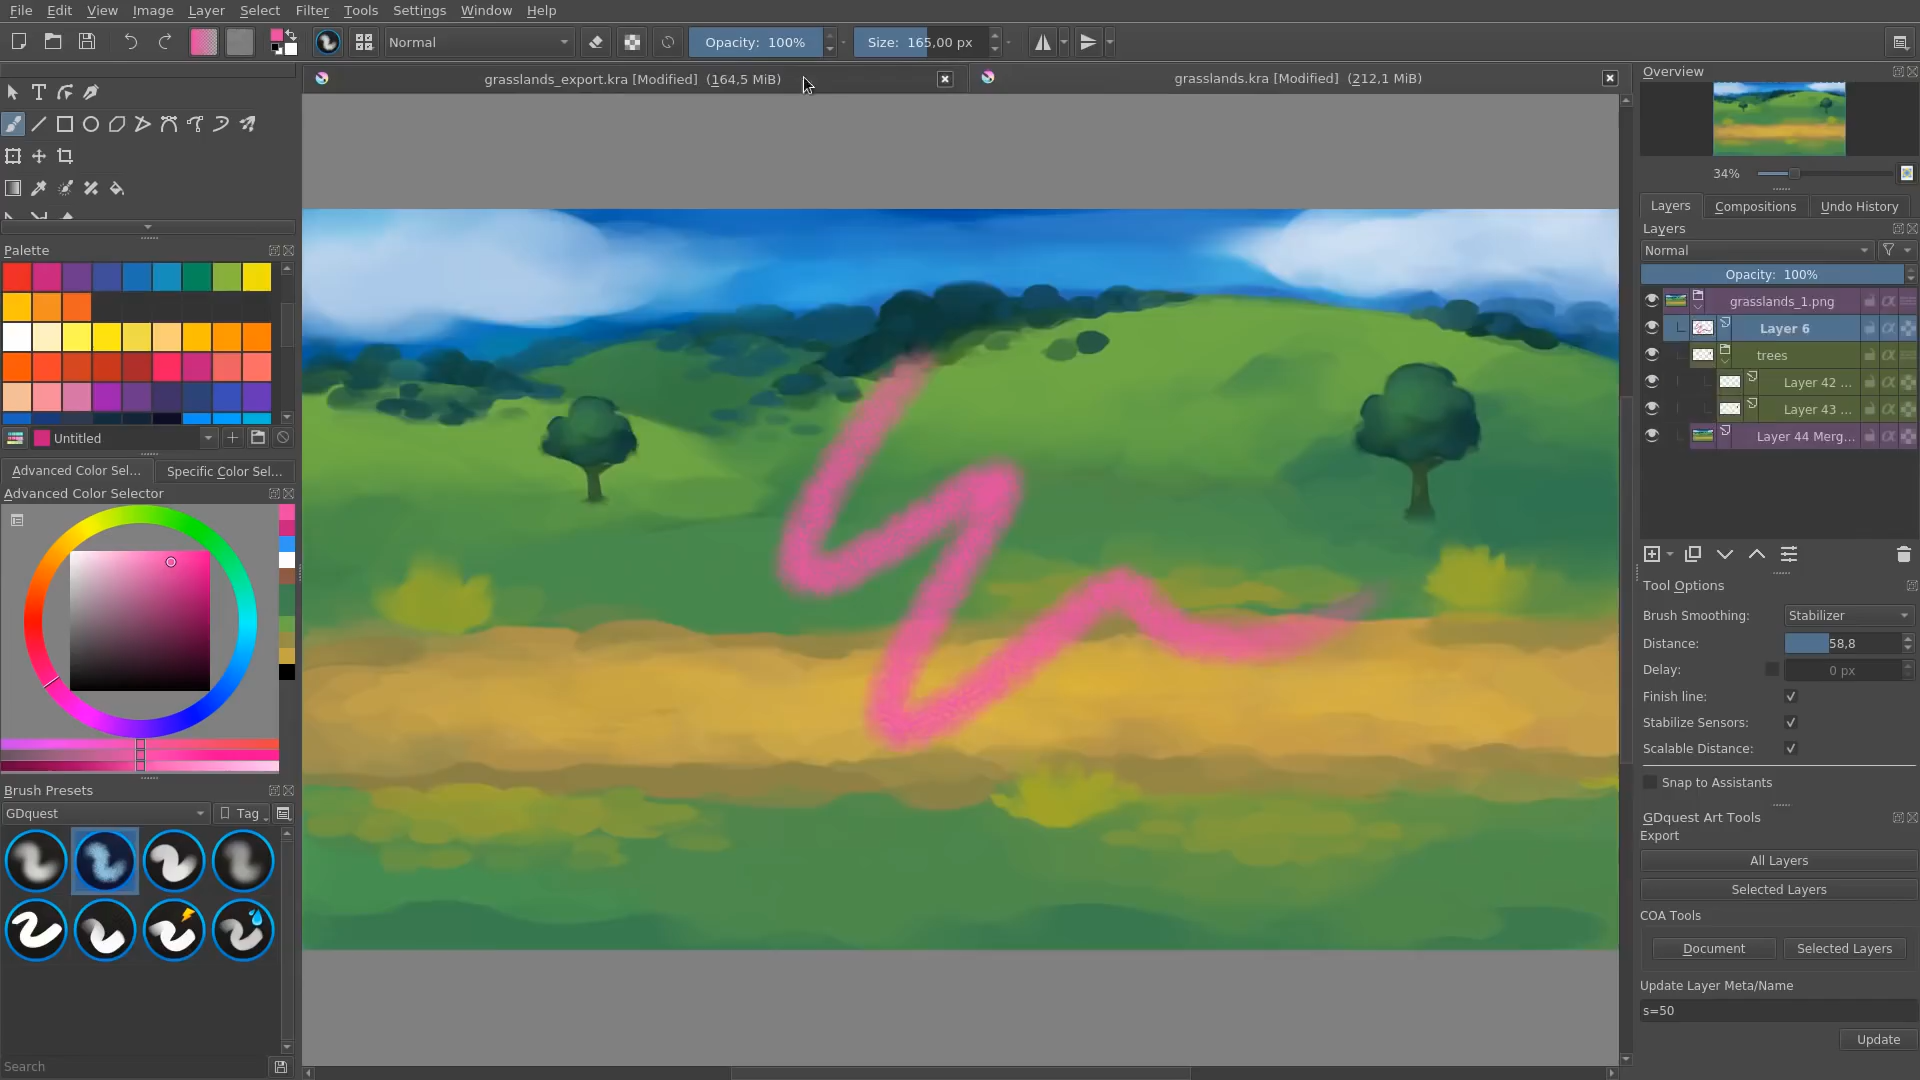 File Edit View Image Layer Select Filter Tools Settings Window Help
Normal Opacity: 100% Size: 165,00 px
grasslands_export.kra [Modified] (164,5 MiB) grasslands.kra [Modified] (212,1 MiB)
Overview
34%
Layers Compositions Undo History
Layers
Normal
Opacity: 100%
grasslands_1.png
Layer 6
trees
Layer 42 ...
Layer 43 ...
Layer 44 Merg...
Palette
Untitled
Advanced Color Sel... Specific Color Sel...
Advanced Color Selector
Brush Presets
GDquest Tag
Search
Tool Options
Brush Smoothing: Stabilizer
Distance: 58,8
Delay: 0 px
Finish line:
Stabilize Sensors:
Scalable Distance:
Snap to Assistants
GDquest Art Tools
Export
All Layers
Selected Layers
COA Tools
Document Selected Layers
Update Layer Meta/Name
s=50
Update